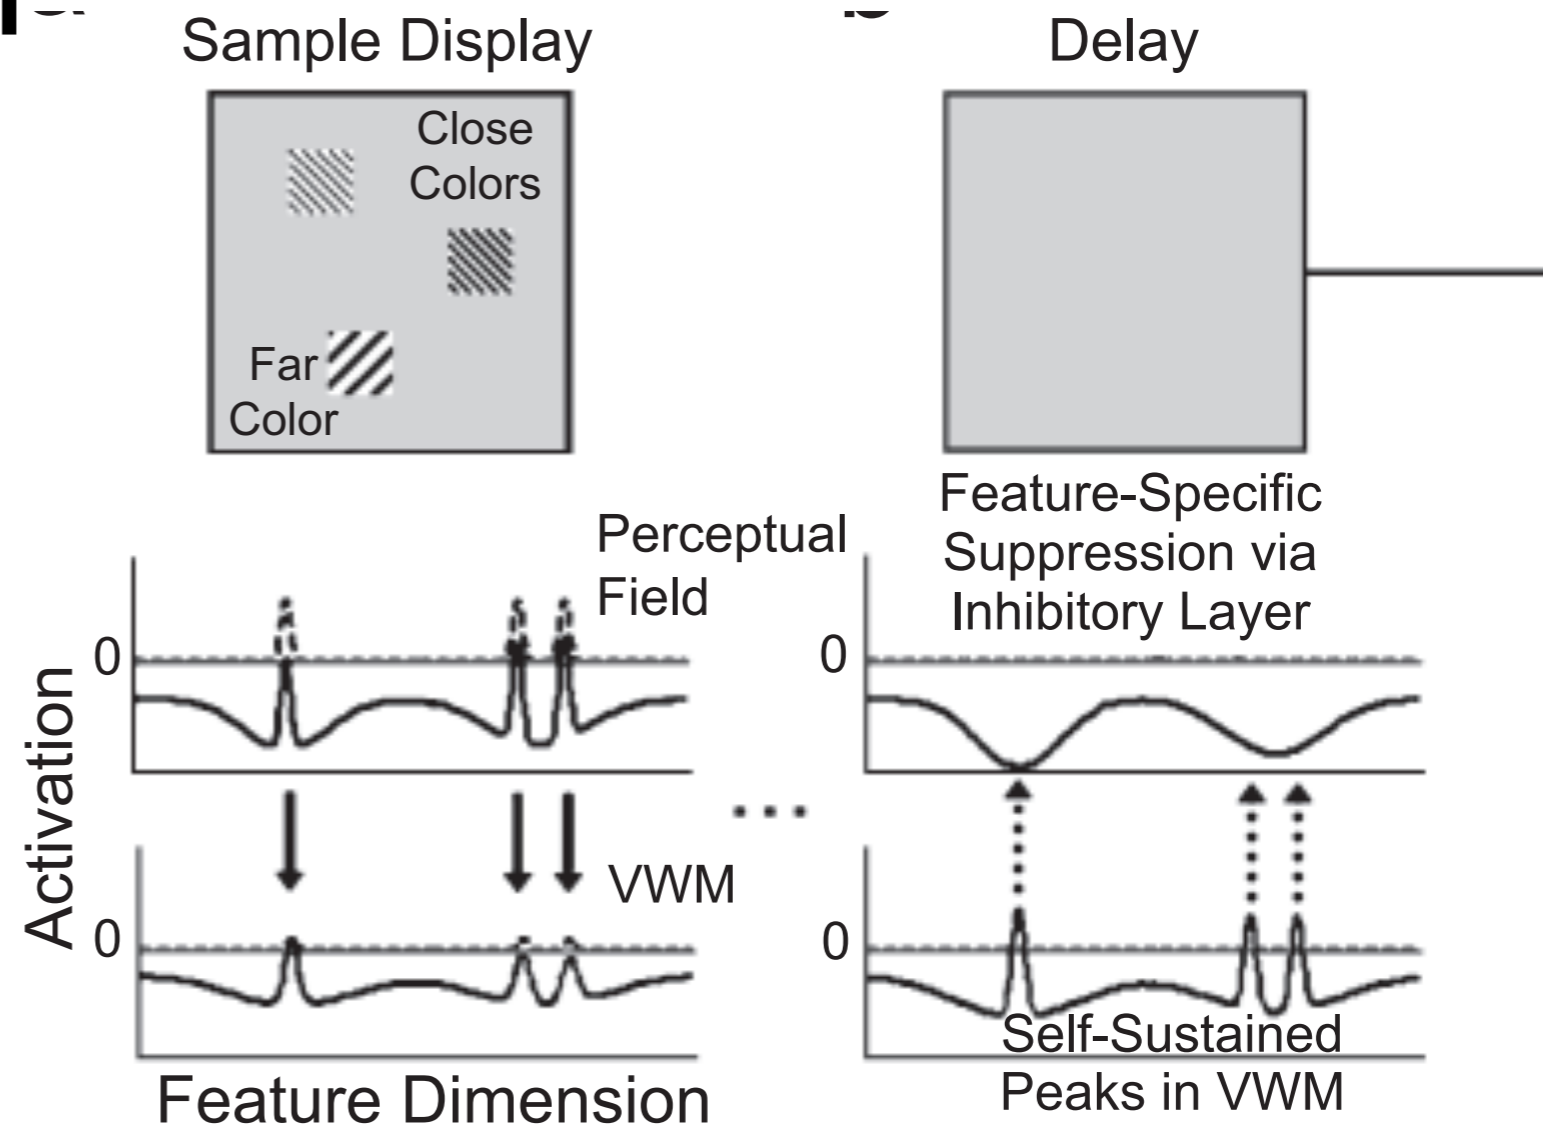 Sample Display
Close
Colors
Far
Color
Delay
Feature-Specific
Suppression via
Inhibitory Layer
Perceptual
Field
0
0
Activation
...
VWM
0
0
Self-Sustained
Peaks in VWM
Feature Dimension